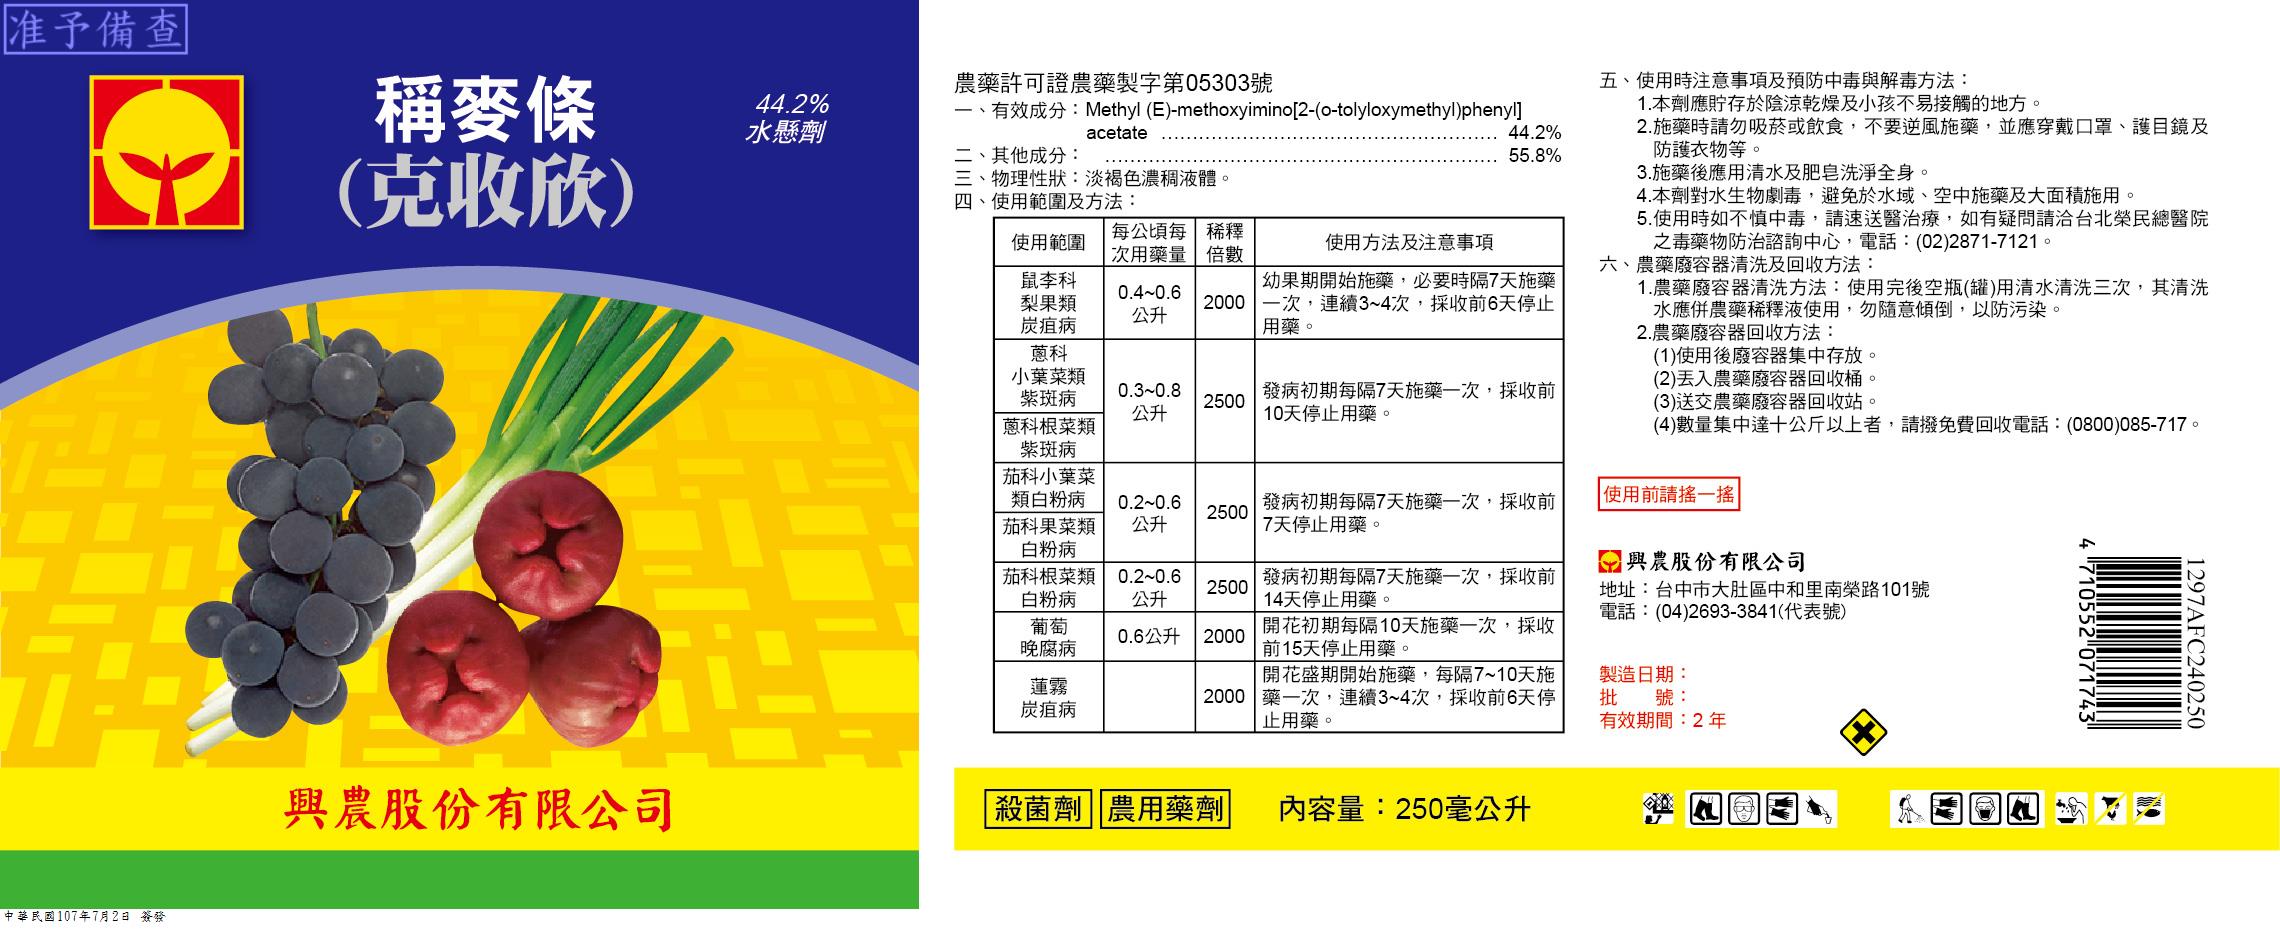 准予備查
稱麥條
(克收欣)
44.2%
水懸劑
興農股份有限公司
中華民國107年7月2日 簽發
農藥許可證農藥製字第05303號
一、有效成分：Methyl (E)-methoxyimino[2-(o-tolyloxymethyl)phenyl]
acetate ...................................................... 44.2%
二、其他成分： ............................................................... 55.8%
三、物理性狀：淡褐色濃稠液體。
四、使用範圍及方法：
使用範圍
每公頃每
次用藥量
稀釋
倍數
使用方法及注意事項
鼠李科
梨果類
炭疽病
0.4~0.6
公升
2000
幼果期開始施藥，必要時隔7天施藥
一次，連續3~4次，採收前6天停止
用藥。
蔥科
小葉菜類
紫斑病
蔥科根菜類
紫斑病
0.3~0.8
公升
2500
發病初期每隔7天施藥一次，採收前
10天停止用藥。
茄科小葉菜
類白粉病
茄科果菜類
白粉病
0.2~0.6
公升
2500
發病初期每隔7天施藥一次，採收前
7天停止用藥。
茄科根菜類
白粉病
0.2~0.6
公升
2500
發病初期每隔7天施藥一次，採收前
14天停止用藥。
葡萄
晚腐病
0.6公升
2000
開花初期每隔10天施藥一次，採收
前15天停止用藥。
蓮霧
炭疽病
2000
開花盛期開始施藥，每隔7~10天施
藥一次，連續3~4次，採收前6天停
止用藥。
五、使用時注意事項及預防中毒與解毒方法：
1.本劑應貯存於陰涼乾燥及小孩不易接觸的地方。
2.施藥時請勿吸菸或飲食，不要逆風施藥，並應穿戴口罩、護目鏡及
防護衣物等。
3.施藥後應用清水及肥皂洗淨全身。
4.本劑對水生物劇毒，避免於水域、空中施藥及大面積施用。
5.使用時如不慎中毒，請速送醫治療，如有疑問請洽台北榮民總醫院
之毒藥物防治諮詢中心，電話：(02)2871-7121。
六、農藥廢容器清洗及回收方法：
1.農藥廢容器清洗方法：使用完後空瓶(罐)用清水清洗三次，其清洗
水應併農藥稀釋液使用，勿隨意傾倒，以防污染。
2.農藥廢容器回收方法：
(1)使用後廢容器集中存放。
(2)丟入農藥廢容器回收桶。
(3)送交農藥廢容器回收站。
(4)數量集中達十公斤以上者，請撥免費回收電話：(0800)085-717。
使用前請搖一搖
興農股份有限公司
地址：台中市大肚區中和里南榮路101號
電話：(04)2693-3841(代表號)
製造日期：
批　　號：
有效期間：2 年
4 710552 071743
1297AFC240250
殺菌劑
農用藥劑
內容量：250毫公升